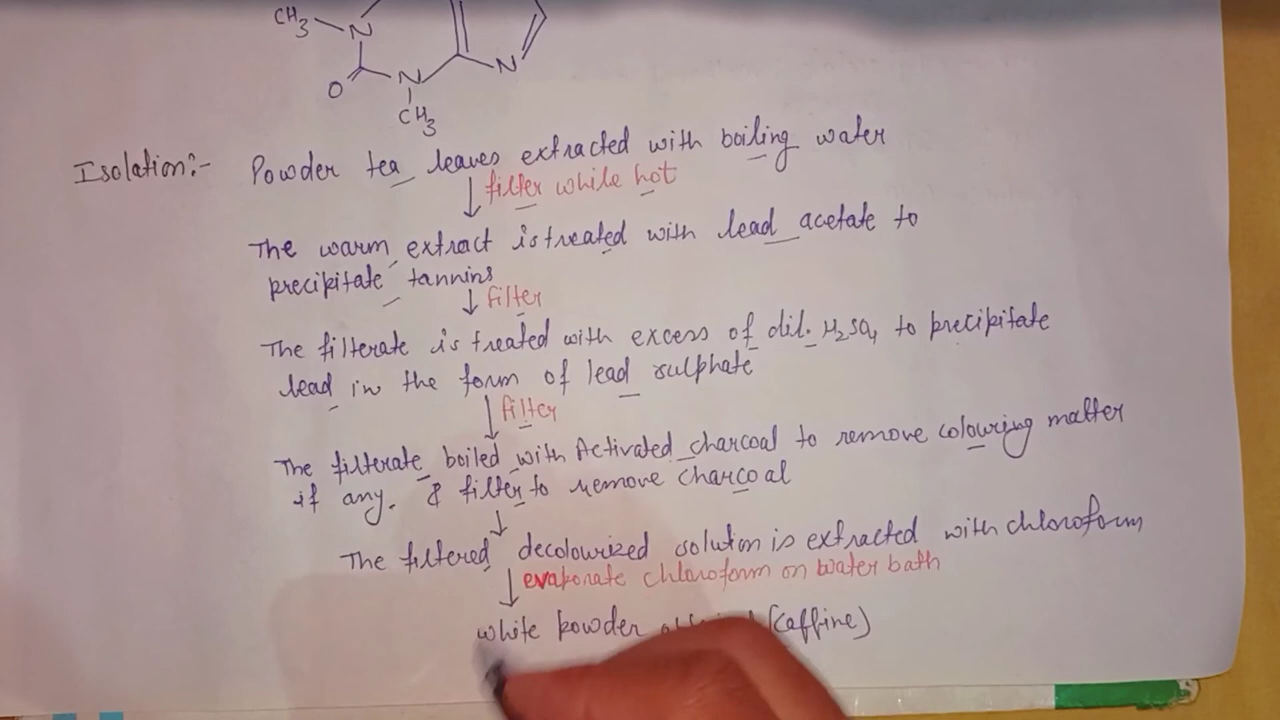 CH3
N
O
N
N
CH3
Isolation:- Powder tea leaves extracted with boiling water
filter while hot
The warm extract is treated with lead acetate to
precipitate tannins
filter
The filterate is treated with excess of dil. H2SO4 to precipitate
lead in the form of lead sulphate
filter
The filterate boiled with Activated charcoal to remove colouring matter
if any. & filter to remove charcoal
The filtered decolourized solution is extracted with chloroform
evaporate chloroform on water bath
white powder (caffine)